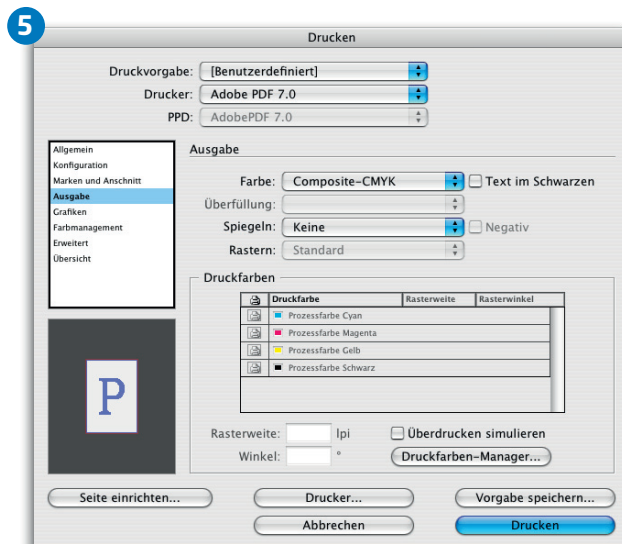 5
Drucken
Druckvorgabe: [Benutzerdefiniert]
Drucker: Adobe PDF 7.0
PPD: AdobePDF 7.0
Allgemein
Konfiguration
Marken und Anschnitt
Ausgabe
Grafiken
Farbmanagement
Erweitert
Übersicht
Ausgabe
Farbe: Composite-CMYK Text im Schwarzen
Überfüllung:
Spiegeln: Keine Negativ
Rastern: Standard
Druckfarben
Druckfarbe Rasterweite Rasterwinkel
Prozessfarbe Cyan
Prozessfarbe Magenta
Prozessfarbe Gelb
Prozessfarbe Schwarz
Rasterweite: lpi Überdrucken simulieren
Winkel: ° Druckfarben-Manager...
P
Seite einrichten... Drucker... Vorgabe speichern...
Abbrechen Drucken